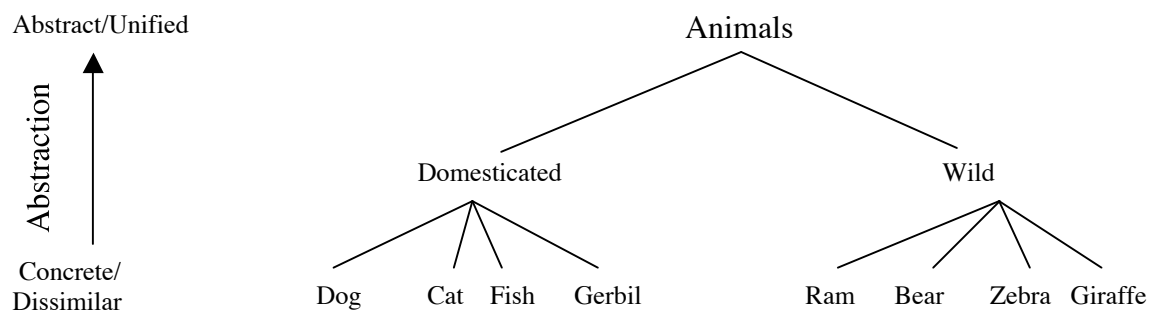 Abstract/Unified
Animals
Abstraction
Domesticated
Wild
Concrete/
Dissimilar
Dog Cat Fish Gerbil Ram Bear Zebra Giraffe